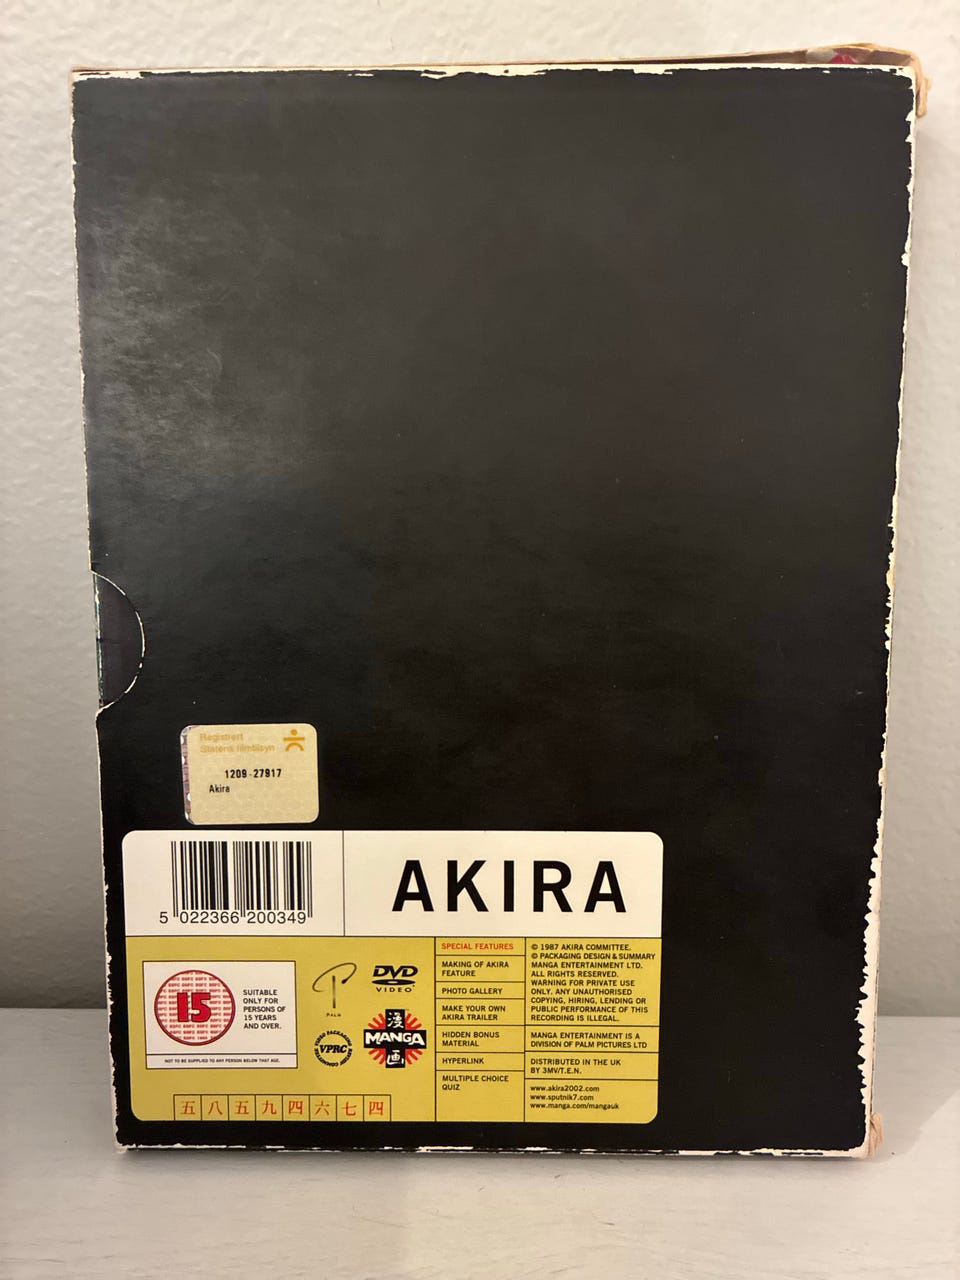 Registrert
Statens filmtilsyn
1209-27917
Akira
5 022366 200349
AKIRA
15
SUITABLE
ONLY FOR
PERSONS OF
15 YEARS
AND OVER.
NOT TO BE SUPPLIED TO ANY PERSON BELOW THAT AGE.
PALM
DVD
VIDEO
VIDEO PACKAGING REVIEW COMMITTEE
VPRC
漫
MANGA
画
五八五九四六七四
SPECIAL FEATURES
MAKING OF AKIRA
FEATURE
PHOTO GALLERY
MAKE YOUR OWN
AKIRA TRAILER
HIDDEN BONUS
MATERIAL
HYPERLINK
MULTIPLE CHOICE
QUIZ
© 1987 AKIRA COMMITTEE.
© PACKAGING DESIGN & SUMMARY
MANGA ENTERTAINMENT LTD.
ALL RIGHTS RESERVED.
WARNING FOR PRIVATE USE
ONLY. ANY UNAUTHORISED
COPYING, HIRING, LENDING OR
PUBLIC PERFORMANCE OF THIS
RECORDING IS ILLEGAL.
MANGA ENTERTAINMENT IS A
DIVISION OF PALM PICTURES LTD
DISTRIBUTED IN THE UK
BY 3MV/T.E.N.
www.akira2002.com
www.sputnik7.com
www.manga.com/mangauk